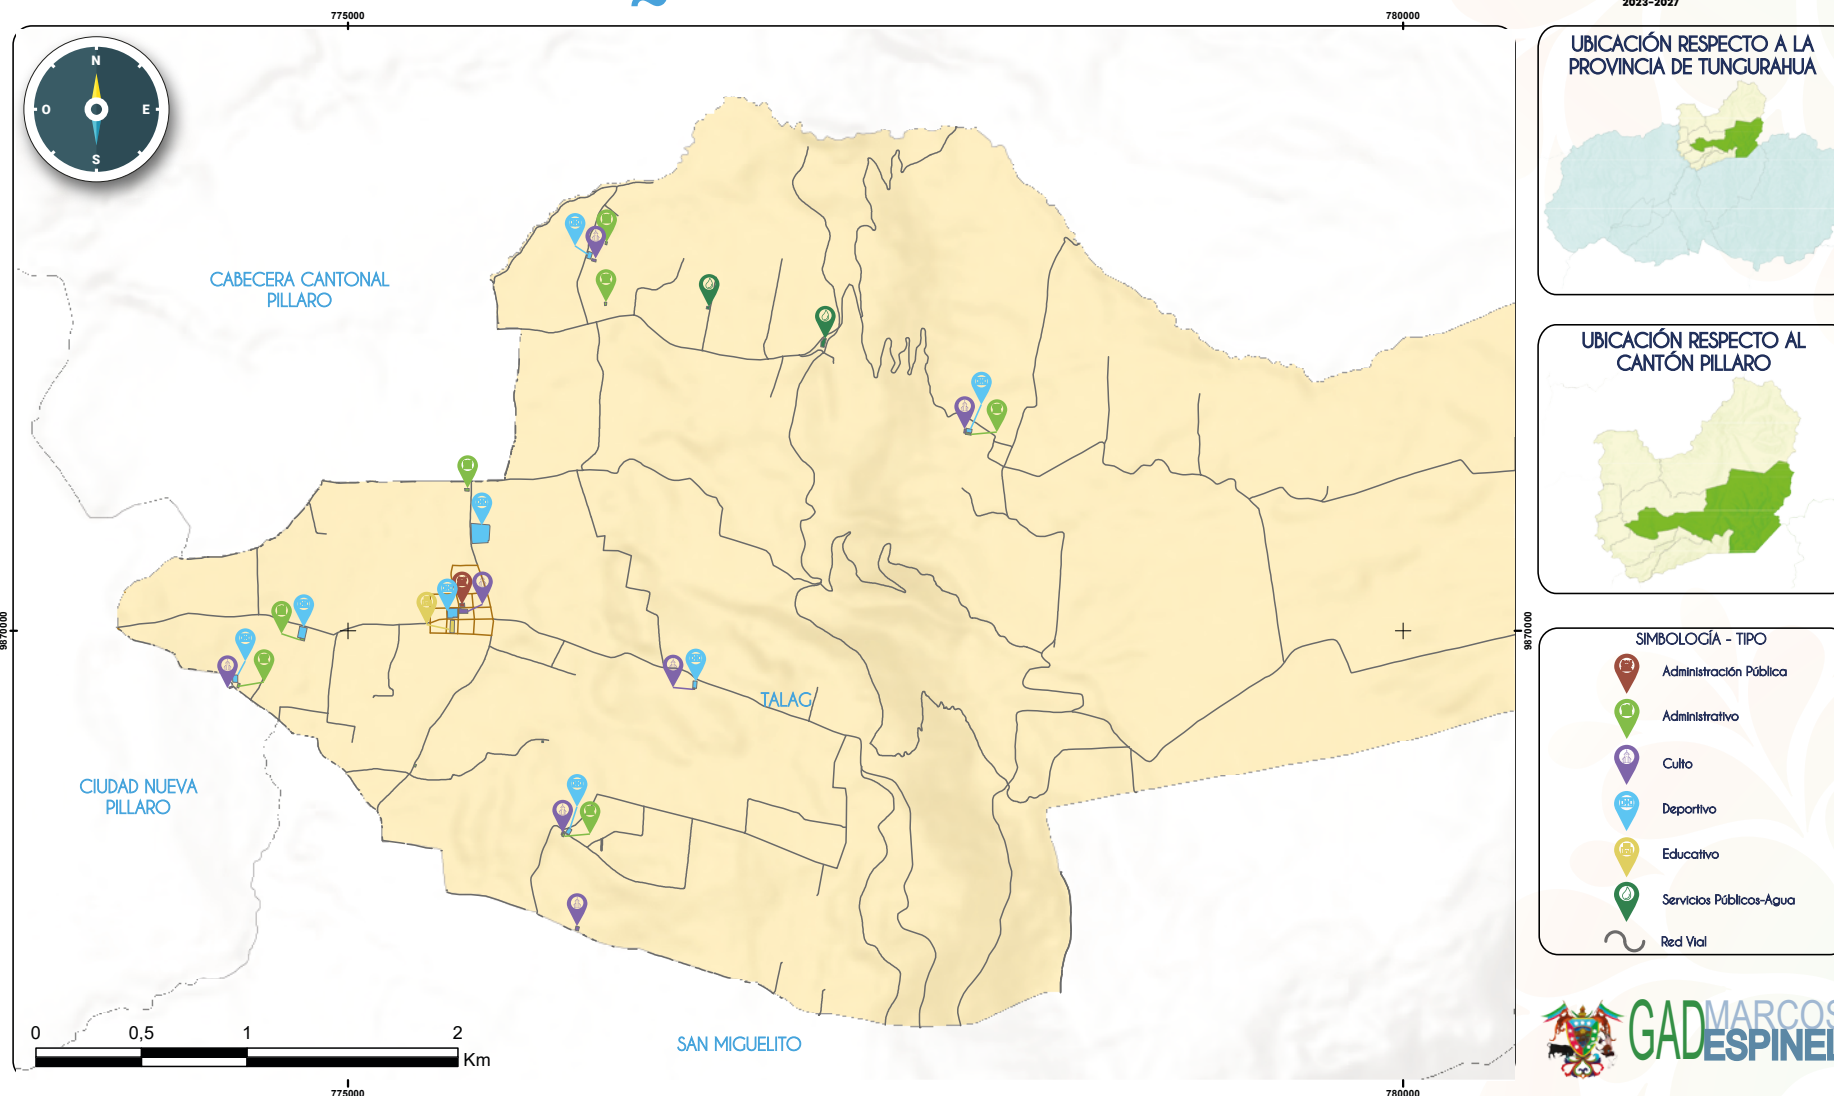 2023-2027
775000
780000
N
O
E
S
CABECERA CANTONAL
PILLARO
9870000
9870000
TALAG
CIUDAD NUEVA
PILLARO
SAN MIGUELITO
0
0,5
1
2
Km
775000
780000
UBICACIÓN RESPECTO A LA
PROVINCIA DE TUNGURAHUA
UBICACIÓN RESPECTO AL
CANTÓN PILLARO
SIMBOLOGÍA - TIPO
Administración Pública
Administrativo
Culto
Deportivo
Educativo
Servicios Públicos-Agua
Red Vial
GAD MARCOS
ESPINEL